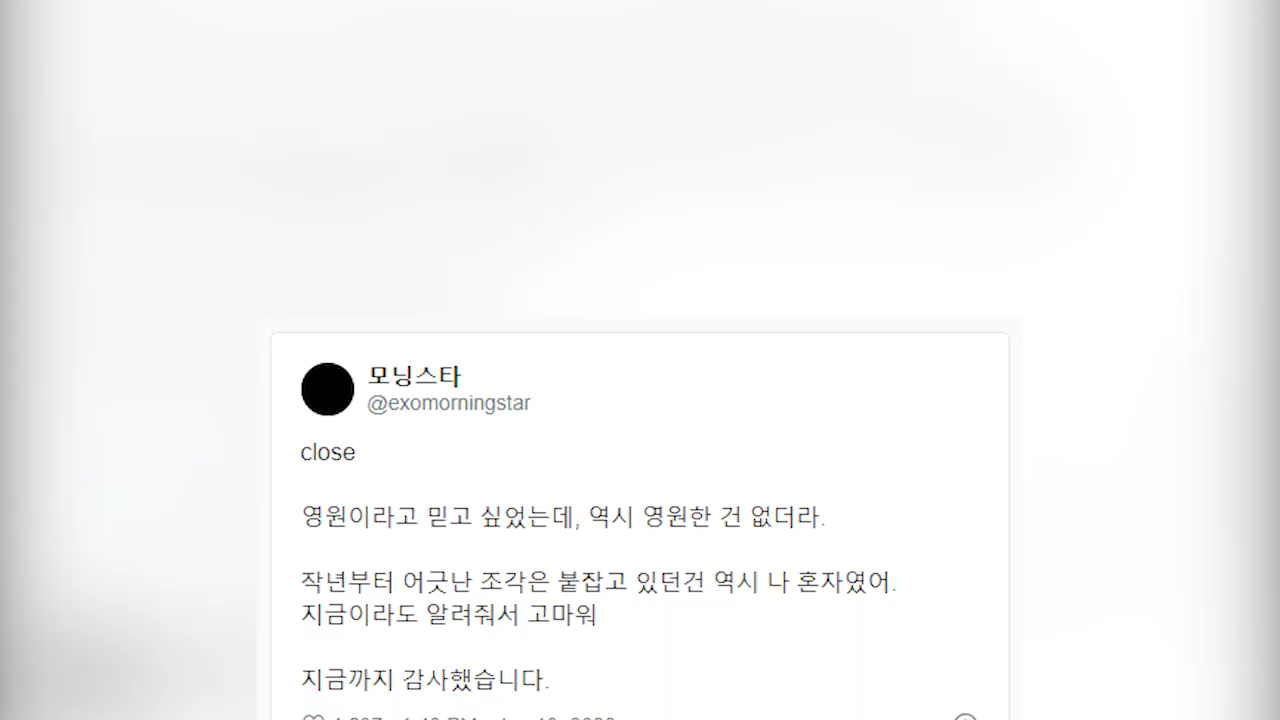 모닝스타
@exomorningstar
close
영원이라고 믿고 싶었는데, 역시 영원한 건 없더라.
작년부터 어긋난 조각은 붙잡고 있던건 역시 나 혼자였어.
지금이라도 알려줘서 고마워
지금까지 감사했습니다.